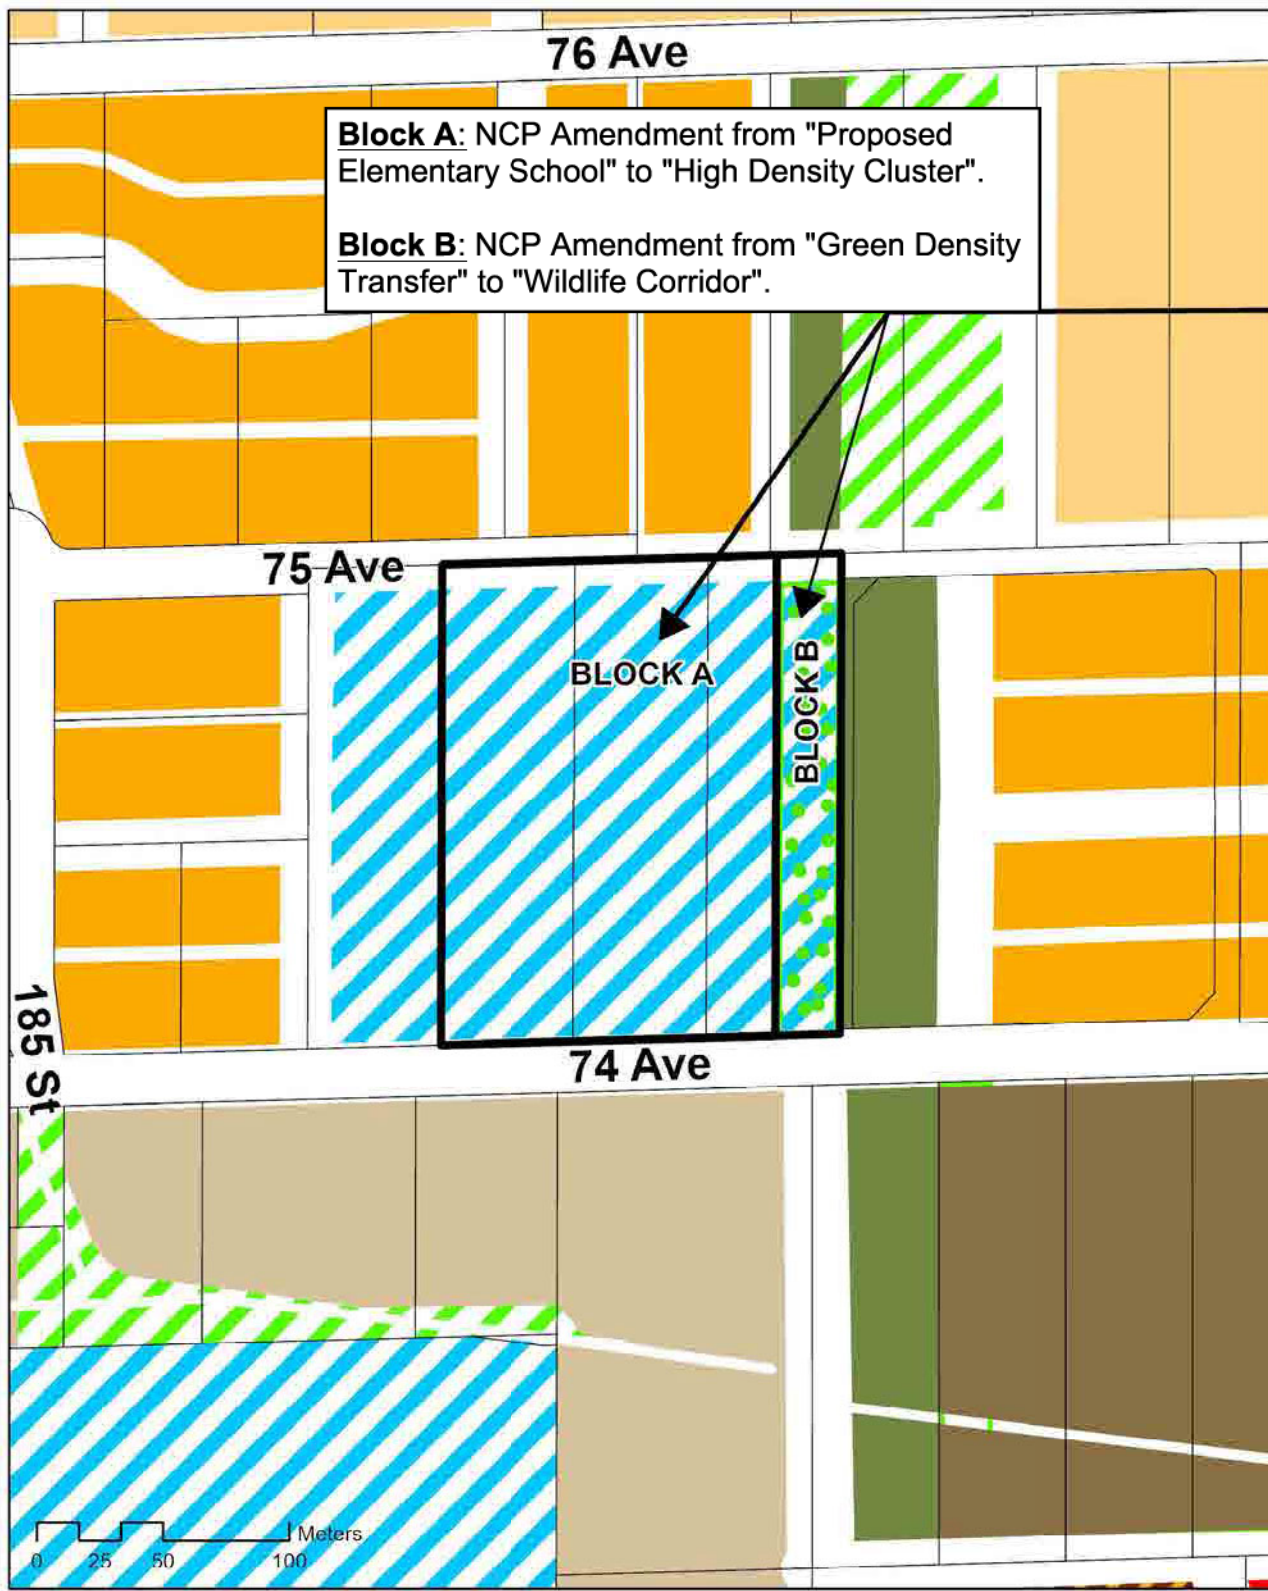 76 Ave
Block A: NCP Amendment from "Proposed
Elementary School" to "High Density Cluster".
Block B: NCP Amendment from "Green Density
Transfer" to "Wildlife Corridor".
75 Ave
BLOCK A
BLOCK B
185 St
74 Ave
Meters
0 25 50 100